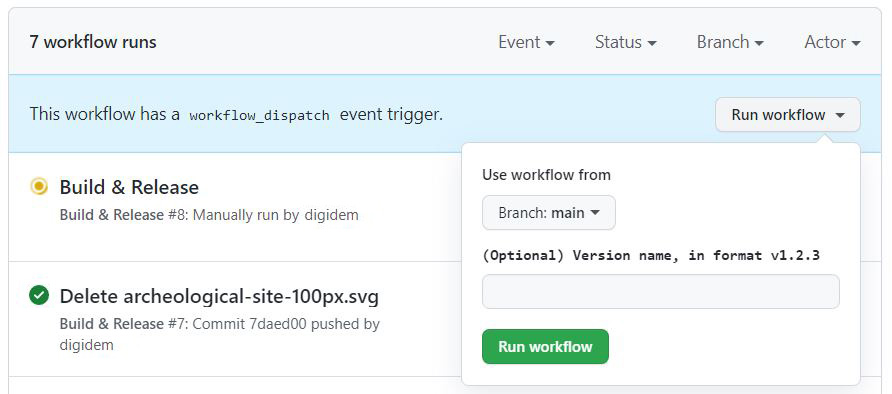 7 workflow runs
Event
Status
Branch
Actor
This workflow has a workflow_dispatch event trigger.
Run workflow
Use workflow from
Branch: main
(Optional) Version name, in format v1.2.3
Run workflow
Build & Release
Build & Release #8: Manually run by digidem
Delete archeological-site-100px.svg
Build & Release #7: Commit 7daed00 pushed by
digidem